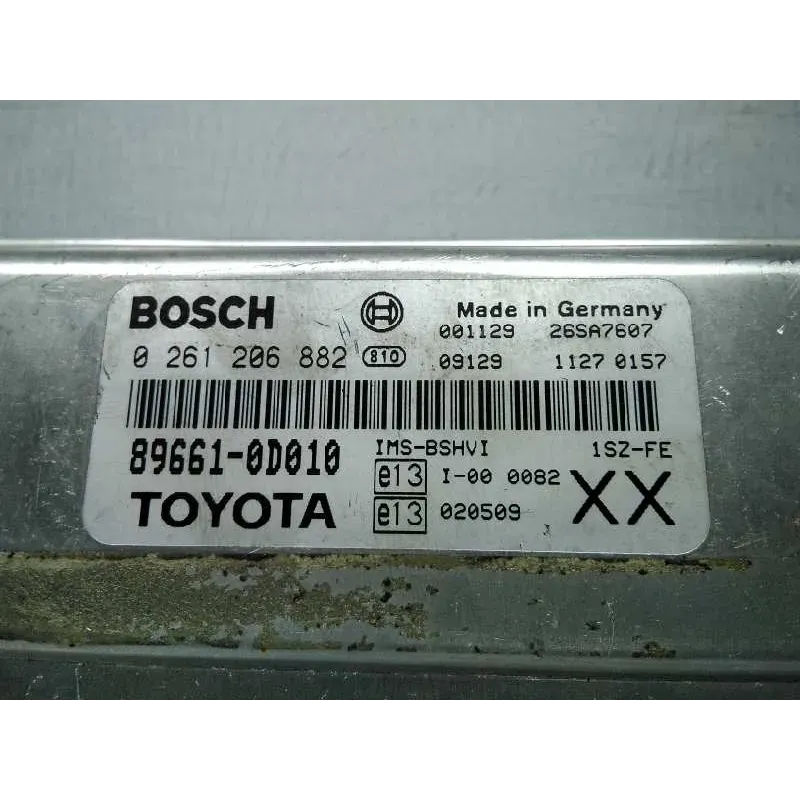 BOSCH Made in Germany
001129 26SA7607
0 261 206 882 810 09129 1127 0157
89661-0D010 IMS-BSHVI 1SZ-FE
e13 I-00 0082 XX
TOYOTA e13 020509